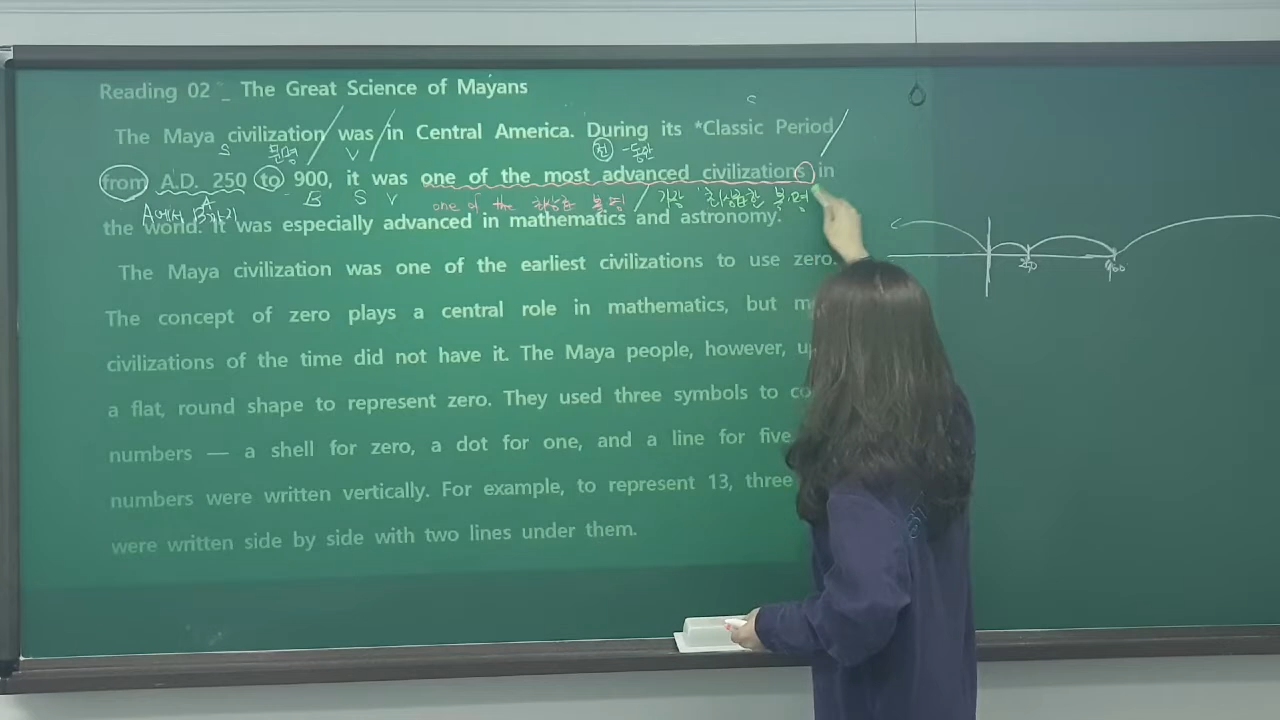 Reading 02 _ The Great Science of Mayans
The Maya civilization was in Central America. During its *Classic Period
S 문명 V 전 -동안
from A.D. 250 to 900, it was one of the most advanced civilizations in
A B S V
A에서 B까지 one of the 최상급 복명 / 가장 최상급한 복.명
the world. It was especially advanced in mathematics and astronomy.
250 900
The Maya civilization was one of the earliest civilizations to use zero.
The concept of zero plays a central role in mathematics, but
civilizations of the time did not have it. The Maya people, however,
a flat, round shape to represent zero. They used three symbols to
numbers — a shell for zero, a dot for one, and a line for five
numbers were written vertically. For example, to represent 13, three
were written side by side with two lines under them.